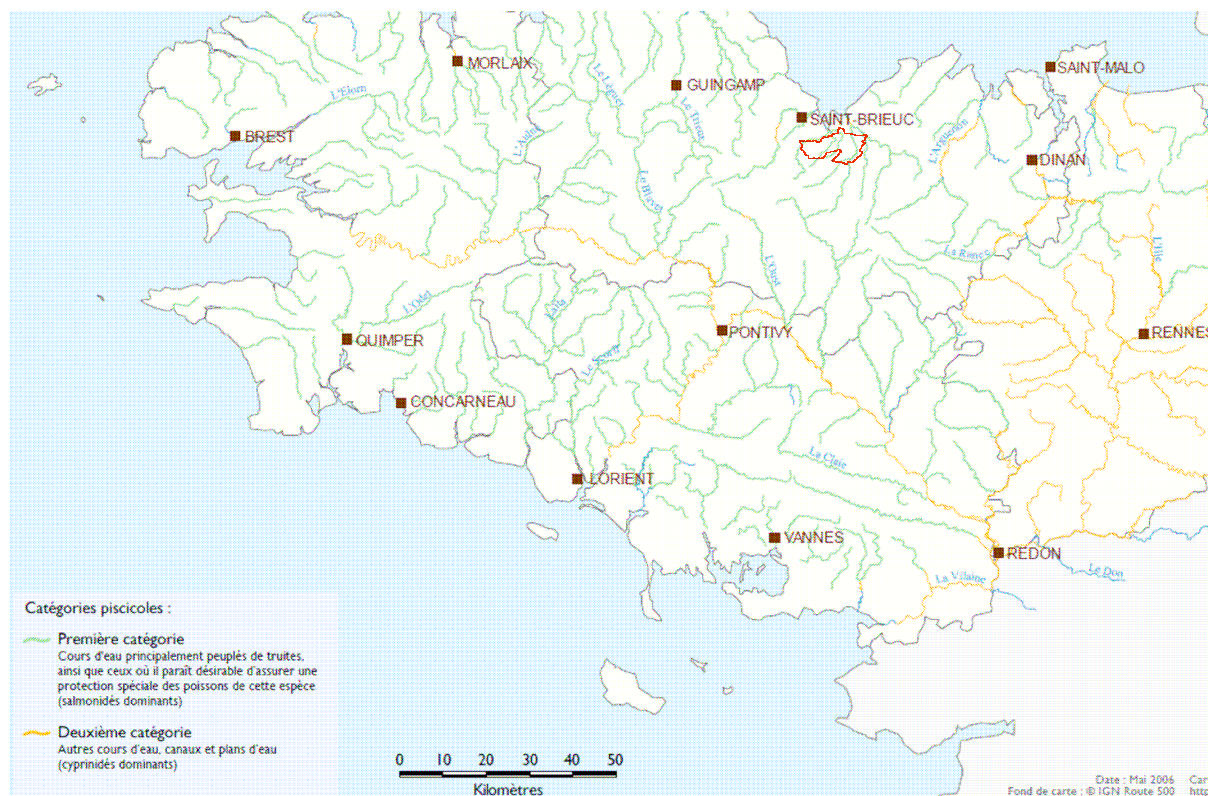 MORLAIX
SAINT-MALO
GUINGAMP
Le Léguer
L'Elorn
Le Trieux
SAINT-BRIEUC
BREST
L'Aulne
L'Arguenon
DINAN
Le Blavet
L'Ille
La Rance
L'Oust
L'Odet
PONTIVY
RENNES
QUIMPER
CONCARNEAU
La Claie
LORIENT
VANNES
REDON
Le Don
La Vilaine
Catégories piscicoles :
Première catégorie
Cours d'eau principalement peuplés de truites,
ainsi que ceux où il paraît désirable d'assurer une
protection spéciale des poissons de cette espèce
(salmonidés dominants)
Deuxième catégorie
Autres cours d'eau, canaux et plans d'eau
(cyprinidés dominants)
0 10 20 30 40 50
Kilomètres
Date : Mai 2006 Car
Fond de carte : © IGN Route 500 http